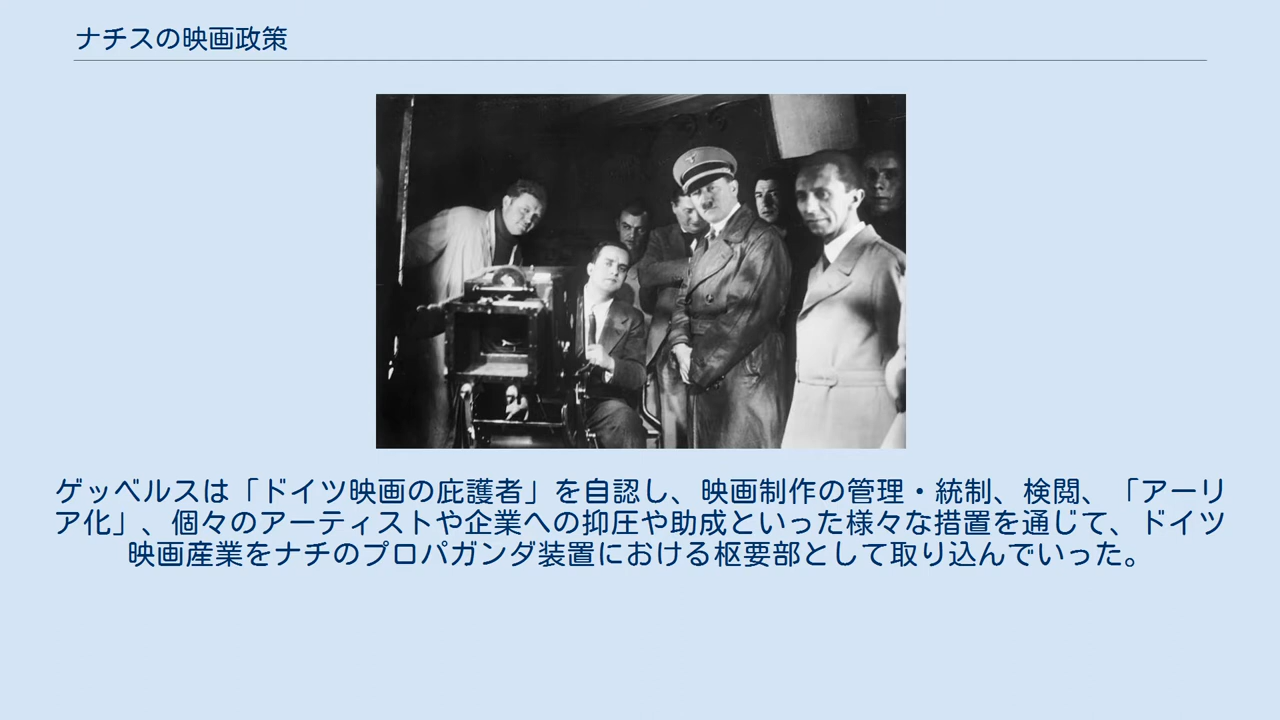 ナチスの映画政策
ゲッベルスは「ドイツ映画の庇護者」を自認し、映画制作の管理・統制、検閲、「アーリ
ア化」、個々のアーティストや企業への抑圧や助成といった様々な措置を通じて、ドイツ
映画産業をナチのプロパガンダ装置における枢要部として取り込んでいった。